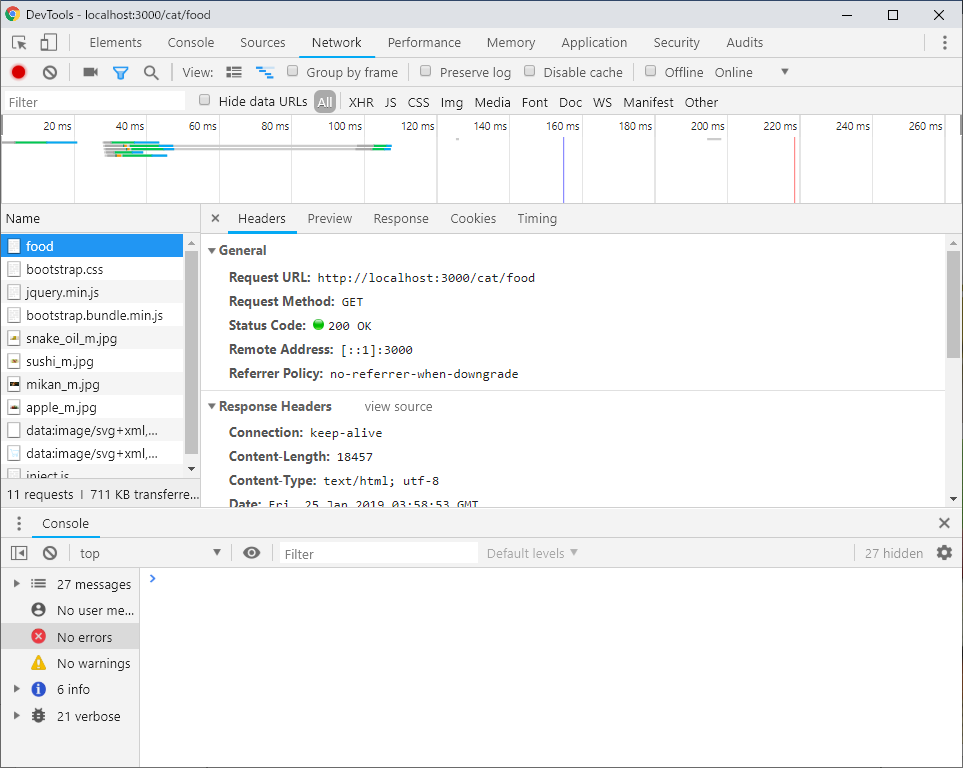 DevTools - localhost:3000/cat/food
Elements Console Sources Network Performance Memory Application Security Audits
View: Group by frame Preserve log Disable cache Offline Online
Filter Hide data URLs All XHR JS CSS Img Media Font Doc WS Manifest Other
20 ms 40 ms 60 ms 80 ms 100 ms 120 ms 140 ms 160 ms 180 ms 200 ms 220 ms 240 ms 260 ms
Name
food
bootstrap.css
jquery.min.js
bootstrap.bundle.min.js
snake_oil_m.jpg
sushi_m.jpg
mikan_m.jpg
apple_m.jpg
data:image/svg+xml,...
data:image/svg+xml,...
inject.js
11 requests | 711 KB transferre...
Headers Preview Response Cookies Timing
General
Request URL: http://localhost:3000/cat/food
Request Method: GET
Status Code: 200 OK
Remote Address: [::1]:3000
Referrer Policy: no-referrer-when-downgrade
Response Headers view source
Connection: keep-alive
Content-Length: 18457
Content-Type: text/html; utf-8
Date: Fri, 25 Jan 2019 03:58:53 GMT
Console
top Filter Default levels 27 hidden
27 messages
No user me...
No errors
No warnings
6 info
21 verbose